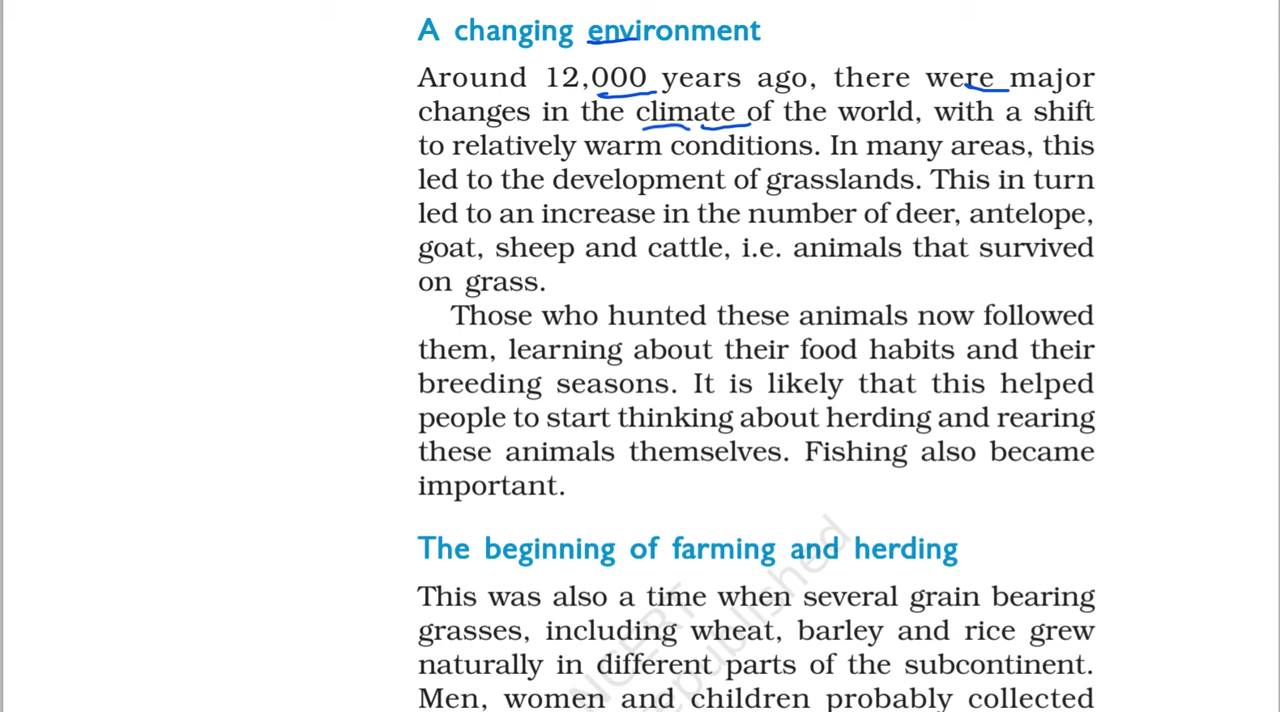 A changing environment
Around 12,000 years ago, there were major
changes in the climate of the world, with a shift
to relatively warm conditions. In many areas, this
led to the development of grasslands. This in turn
led to an increase in the number of deer, antelope,
goat, sheep and cattle, i.e. animals that survived
on grass.
Those who hunted these animals now followed
them, learning about their food habits and their
breeding seasons. It is likely that this helped
people to start thinking about herding and rearing
these animals themselves. Fishing also became
important.
The beginning of farming and herding
This was also a time when several grain bearing
grasses, including wheat, barley and rice grew
naturally in different parts of the subcontinent.
Men, women and children probably collected
NCERT
published